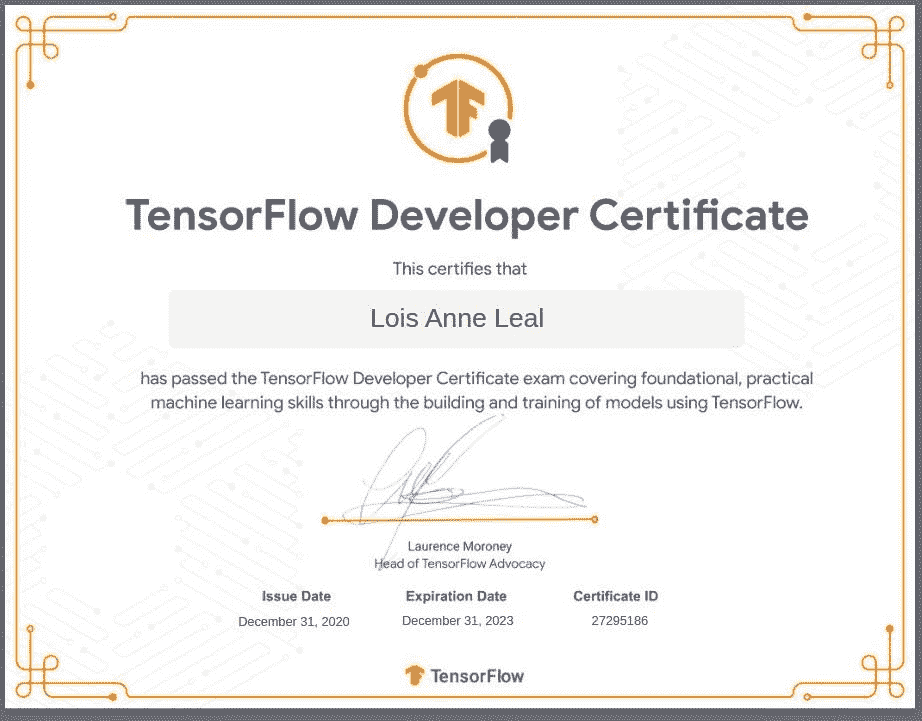 TF
TensorFlow Developer Certificate
This certifies that
Lois Anne Leal
has passed the TensorFlow Developer Certificate exam covering foundational, practical
machine learning skills through the building and training of models using TensorFlow.
Laurence Moroney
Head of TensorFlow Advocacy
Issue Date Expiration Date Certificate ID
December 31, 2020 December 31, 2023 27295186
TensorFlow